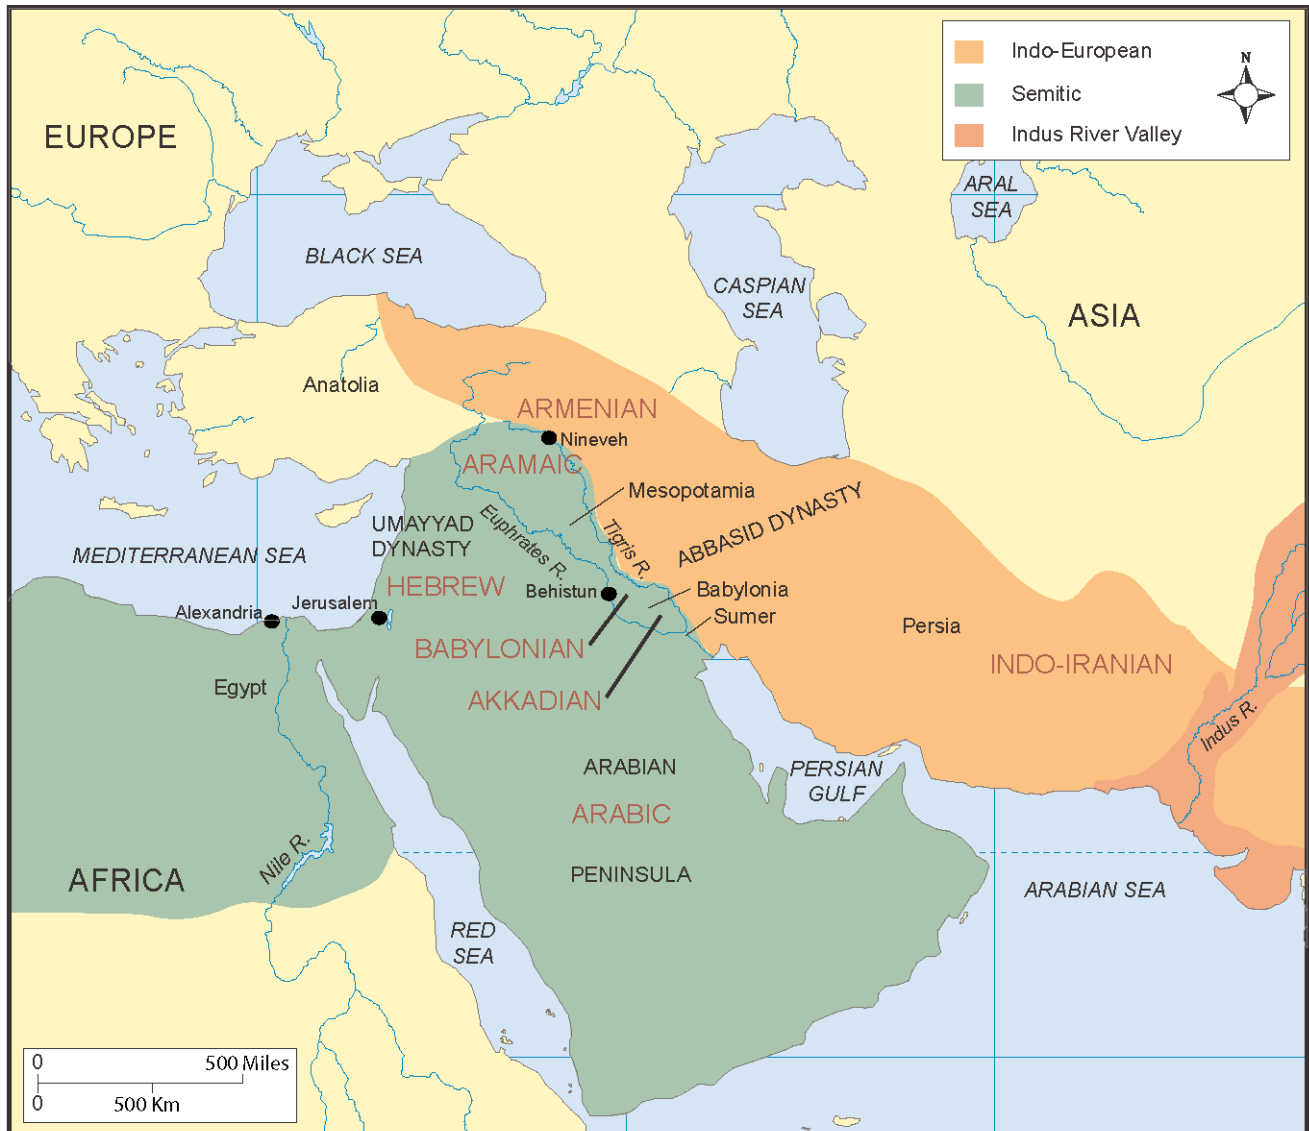 Indo-European
Semitic
Indus River Valley
N
EUROPE
ARAL
SEA
BLACK SEA
CASPIAN
SEA
ASIA
Anatolia
ARMENIAN
Nineveh
ARAMAIC
Mesopotamia
UMAYYAD
DYNASTY
Euphrates R.
Tigris R.
ABBASID DYNASTY
MEDITERRANEAN SEA
HEBREW
Behistun
Babylonia
Alexandria
Jerusalem
Sumer
Persia
BABYLONIAN
INDO-IRANIAN
Egypt
AKKADIAN
Indus R.
ARABIAN
PERSIAN
GULF
ARABIC
Nile R.
AFRICA
PENINSULA
ARABIAN SEA
RED
SEA
0 500 Miles
0 500 Km